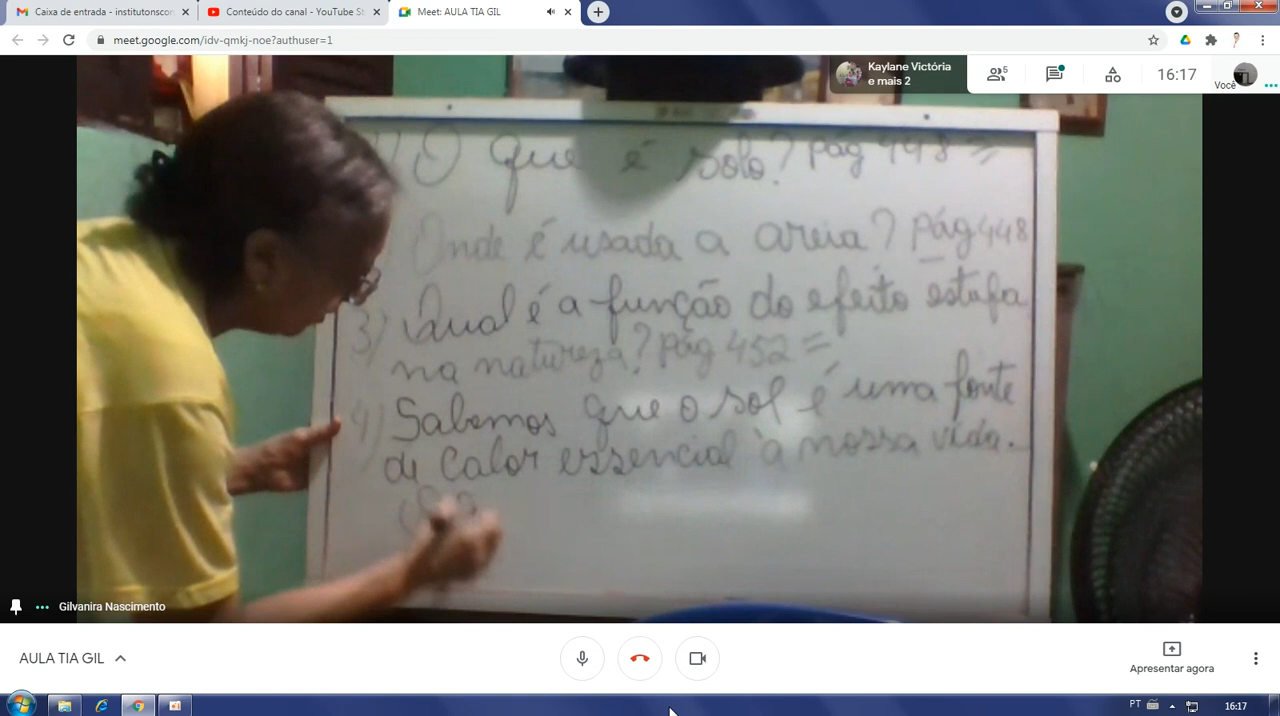 Caixa de entrada - institutonscon
Conteúdo do canal - YouTube St
Meet: AULA TIA GIL
meet.google.com/idv-qmkj-noe?authuser=1
Kaylane Victória
e mais 2
5
16:17
Você
1) O que é solo? pág 448 =
Onde é usada a areia? pág 448
3) Qual é a função do efeito estufa
na natureza? pág 452 =
4) Sabemos que o sol é uma fonte
de calor essencial à nossa vida.
Gilvanira Nascimento
AULA TIA GIL
Apresentar agora
PT
16:17